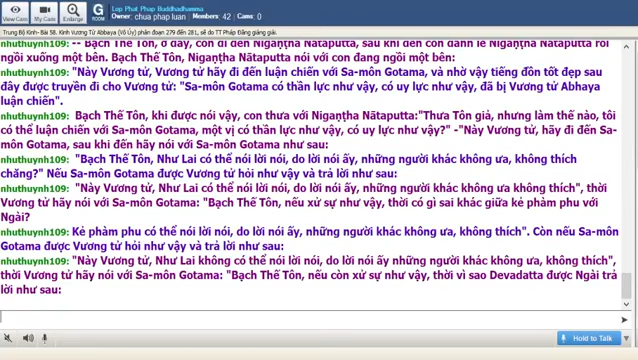 Lop Phat Phap Buddhadhamma
Owner: chua phap luan | Members: 42 | Cams: 0
View Cam
My Cam
Enlarge
G
ROOM
Trung Bộ Kinh- Bài 58. Kinh Vương Tử Abbaya (Vô Úy) phân đoạn 279 đến 281, sẽ do TT Pháp Đăng giảng giải.
nhuthuynh109: -- Bạch Thế Tôn, ở đây, con đi đến Nigaṇṭha Nātaputta, sau khi đến con đảnh lễ Nigaṇṭha Nātaputta rồi
ngồi xuống một bên. Bạch Thế Tôn, Nigaṇṭha Nātaputta nói với con đang ngồi một bên:
nhuthuynh109: "Này Vương tử, Vương tử hãy đi đến luận chiến với Sa-môn Gotama, và nhờ vậy tiếng đồn tốt đẹp sau
đây được truyền đi cho Vương tử: "Sa-môn Gotama có thần lực như vậy, có uy lực như vậy, đã bị Vương tử Abhaya
luận chiến".
nhuthuynh109: Bạch Thế Tôn, khi được nói vậy, con thưa với Nigaṇṭha Nātaputta:"Thưa Tôn giả, nhưng làm thế nào, tôi
có thể luận chiến với Sa-môn Gotama, một vị có thần lực như vậy, có uy lực như vậy?" -"Này Vương tử, hãy đi đến Sa-
môn Gotama, sau khi đến hãy nói với Sa-môn Gotama như sau:
nhuthuynh109: "Bạch Thế Tôn, Như Lai có thể nói lời nói, do lời nói ấy, những người khác không ưa, không thích
chăng?" Nếu Sa-môn Gotama được Vương tử hỏi như vậy và trả lời như sau:
nhuthuynh109: "Này Vương tử, Như Lai có thể nói lời nói, do lời nói ấy, những người khác không ưa không thích", thời
Vương tử hãy nói với Sa-môn Gotama: "Bạch Thế Tôn, nếu xử sự như vậy, thời có gì sai khác giữa kẻ phàm phu với
Ngài?
nhuthuynh109: Kẻ phàm phu có thể nói lời nói, do lời nói ấy, những người khác không ưa, không thích". Còn nếu Sa-môn
Gotama được Vương tử hỏi như vậy và trả lời như sau:
nhuthuynh109: "Này Vương tử, Như Lai không có thể nói lời nói, do lời nói ấy những người khác không ưa, không thích",
thời Vương tử hãy nói với Sa-môn Gotama: "Bạch Thế Tôn, nếu còn xử sự như vậy, thời vì sao Devadatta được Ngài trả
lời như sau:
Hold to Talk